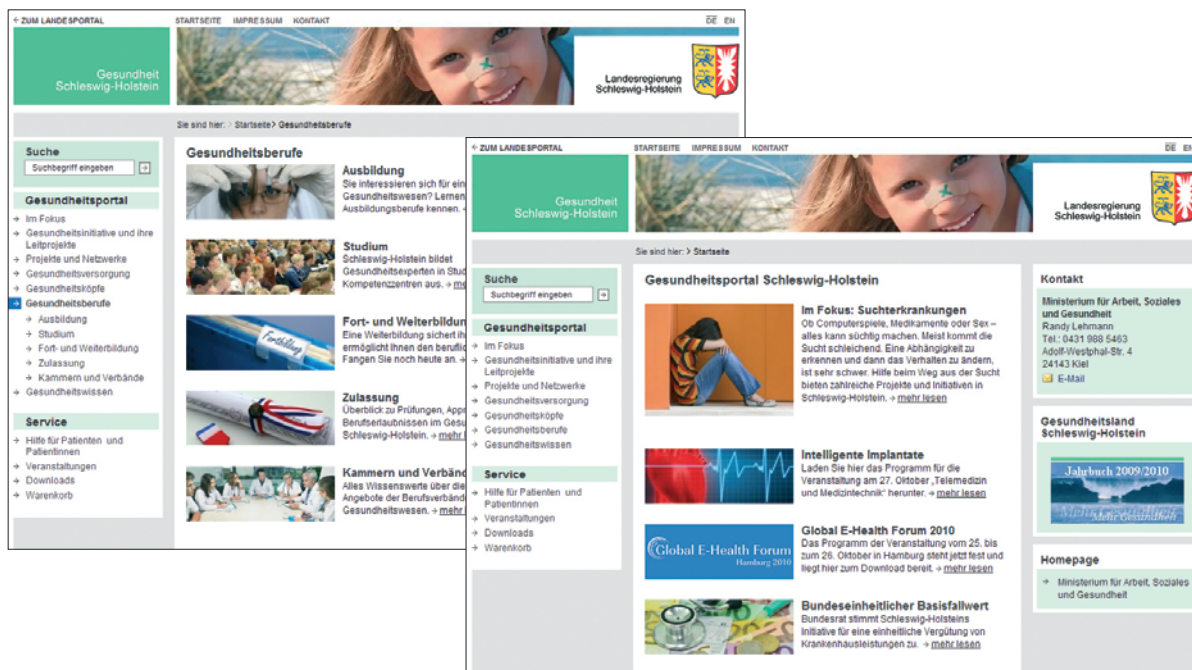 ← ZUM LANDESPORTAL
STARTSEITE IMPRESSUM KONTAKT
DE EN
Gesundheit
Schleswig-Holstein
Landesregierung
Schleswig-Holstein
Sie sind hier: > Startseite > Gesundheitsberufe
Suche
Suchbegriff eingeben
Gesundheitsportal
→ Im Fokus
→ Gesundheitsinitiative und ihre
Leitprojekte
→ Projekte und Netzwerke
→ Gesundheitsversorgung
→ Gesundheitsköpfe
→ Gesundheitsberufe
→ Ausbildung
→ Studium
→ Fort- und Weiterbildung
→ Zulassung
→ Kammern und Verbände
→ Gesundheitswissen
Service
→ Hilfe für Patienten und
Patientinnen
→ Veranstaltungen
→ Downloads
→ Warenkorb
Gesundheitsberufe
Ausbildung
Sie interessieren sich für ein
Gesundheitswesen? Lernen
Ausbildungsberufe kennen.
Studium
Schleswig-Holstein bildet
Gesundheitsexperten in Stud
Kompetenzzentren aus. → me
Fortbildung
Fort- und Weiterbildun
Eine Weiterbildung sichert ih
ermöglicht Ihnen den beruflic
Fangen Sie noch heute an. →
Zulassung
Überblick zu Prüfungen, Appr
Berufserlaubnissen im Gesu
Schleswig-Holstein. → mehr l
Kammern und Verbänd
Alles Wissenswerte über die
Angebote der Berufsverbänd
Gesundheitswesen. → mehr l
← ZUM LANDESPORTAL
STARTSEITE IMPRESSUM KONTAKT
DE EN
Gesundheit
Schleswig-Holstein
Landesregierung
Schleswig-Holstein
Sie sind hier: > Startseite
Suche
Suchbegriff eingeben
Gesundheitsportal
→ Im Fokus
→ Gesundheitsinitiative und ihre
Leitprojekte
→ Projekte und Netzwerke
→ Gesundheitsversorgung
→ Gesundheitsköpfe
→ Gesundheitsberufe
→ Gesundheitswissen
Service
→ Hilfe für Patienten und
Patientinnen
→ Veranstaltungen
→ Downloads
→ Warenkorb
Gesundheitsportal Schleswig-Holstein
Im Fokus: Suchterkrankungen
Ob Computerspiele, Medikamente oder Sex –
alles kann süchtig machen. Meist kommt die
Sucht schleichend. Eine Abhängigkeit zu
erkennen und dann das Verhalten zu ändern,
ist sehr schwer. Hilfe beim Weg aus der Sucht
bieten zahlreiche Projekte und Initiativen in
Schleswig-Holstein. → mehr lesen
Intelligente Implantate
Laden Sie hier das Programm für die
Veranstaltung am 27. Oktober „Telemedizin
und Medizintechnik“ herunter. → mehr lesen
Global E-Health Forum
Hamburg 2010
Global E-Health Forum 2010
Das Programm der Veranstaltung vom 25. bis
zum 26. Oktober in Hamburg steht jetzt fest und
liegt hier zum Download bereit. → mehr lesen
Bundeseinheitlicher Basisfallwert
Bundesrat stimmt Schleswig-Holsteins
Initiative für eine einheitliche Vergütung von
Krankenhausleistungen zu. → mehr lesen
Kontakt
Ministerium für Arbeit, Soziales
und Gesundheit
Randy Lehmann
Tel.: 0431 988 5463
Adolf-Westphal-Str. 4
24143 Kiel
E-Mail
Gesundheitsland
Schleswig-Holstein
Jahrbuch 2009/2010
Mehr Gesundheit
Homepage
→ Ministerium für Arbeit, Soziales
und Gesundheit